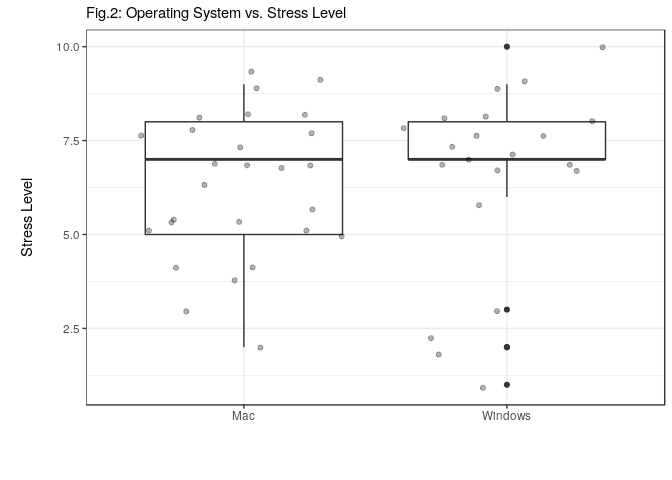 Fig.2: Operating System vs. Stress Level
10.0
7.5
5.0
2.5
Stress Level
Mac
Windows